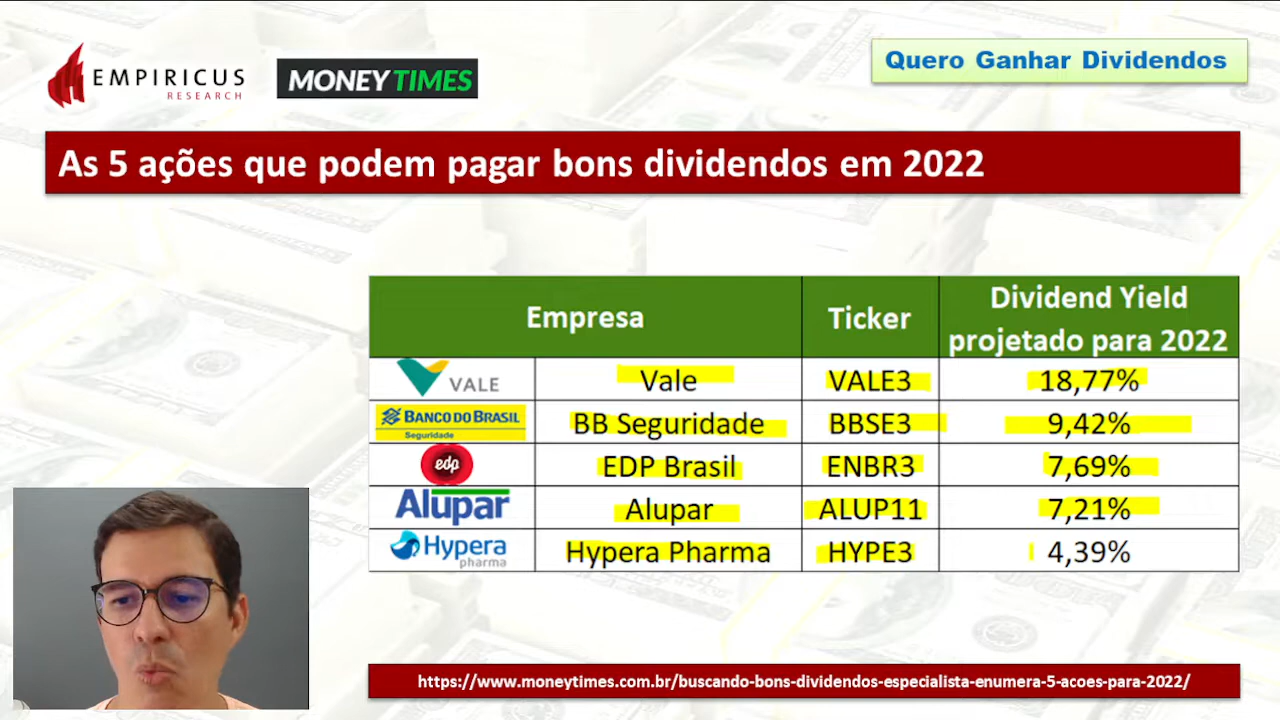 EMPIRICUS
RESEARCH
MONEYTIMES
Quero Ganhar Dividendos
As 5 ações que podem pagar bons dividendos em 2022
Empresa Ticker Dividend Yield
projetado para 2022
VALE Vale VALE3 18,77%
BANCO DO BRASIL
Seguridade BB Seguridade BBSE3 9,42%
edp EDP Brasil ENBR3 7,69%
Alupar Alupar ALUP11 7,21%
Hypera
pharma Hypera Pharma HYPE3 4,39%
https://www.moneytimes.com.br/buscando-bons-dividendos-especialista-enumera-5-acoes-para-2022/